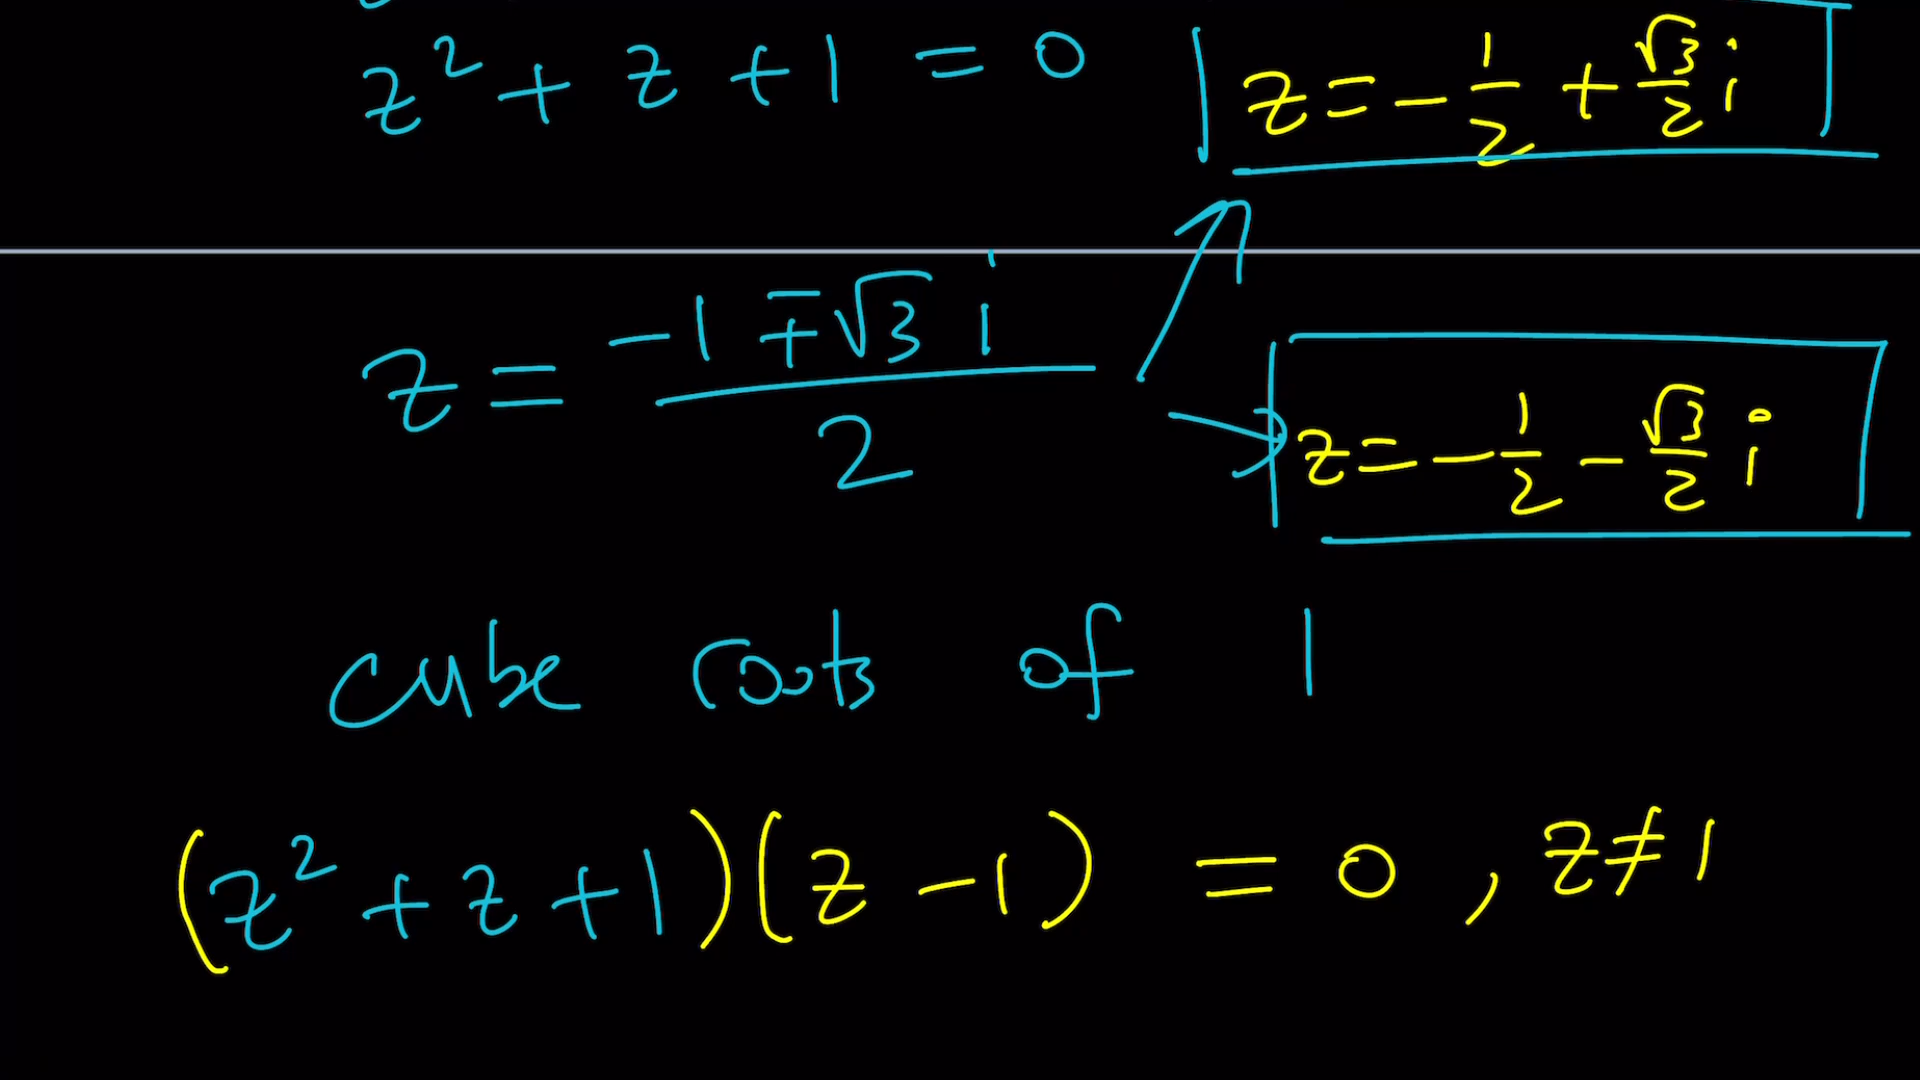 z² + z + 1 = 0
z = -1/2 + √3/2 i
z = (-1 ∓ √3 i)/2
z = -1/2 - √3/2 i
cube roots of 1
(z² + z + 1)(z - 1) = 0 , z ≠ 1